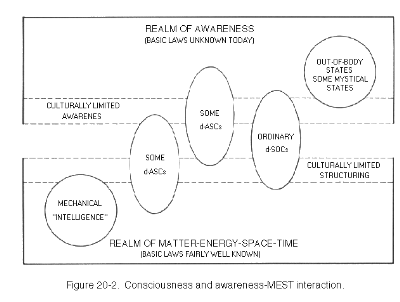 REALM OF AWARENESS
(BASIC LAWS UNKNOWN TODAY)
OUT-OF-BODY
STATES
SOME MYSTICAL
STATES
CULTURALLY LIMITED
AWARENES
SOME
d-ASCs
ORDINARY
d-SOCs
SOME
d-ASCs
CULTURALLY LIMITED
STRUCTURING
MECHANICAL
"INTELLIGENCE"
REALM OF MATTER-ENERGY-SPACE-TIME
(BASIC LAWS FAIRLY WELL KNOWN)
Figure 20-2. Consciousness and awareness-MEST interaction.